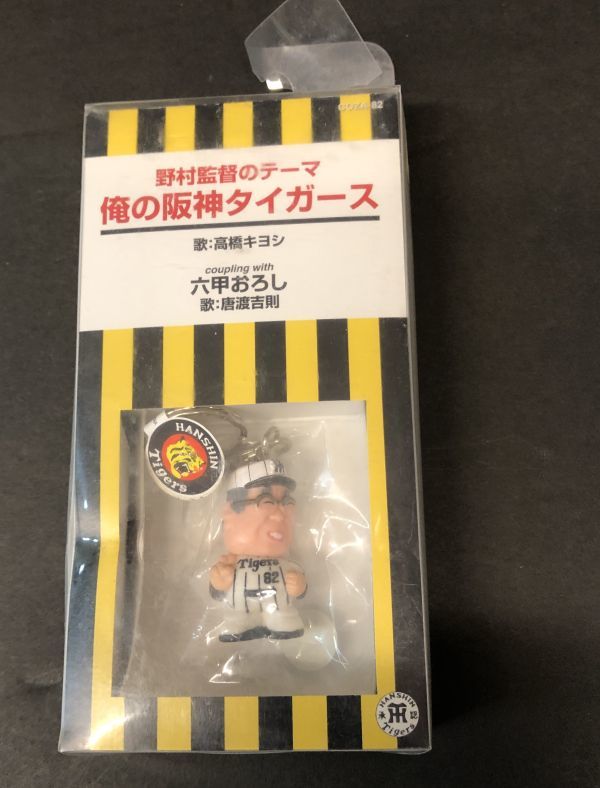 COZA-82
野村監督のテーマ
俺の阪神タイガース
歌:高橋キヨシ
coupling with
六甲おろし
歌:唐渡吉則
HANSHIN
Tigers
Tigers
82
HANSHIN
Tigers